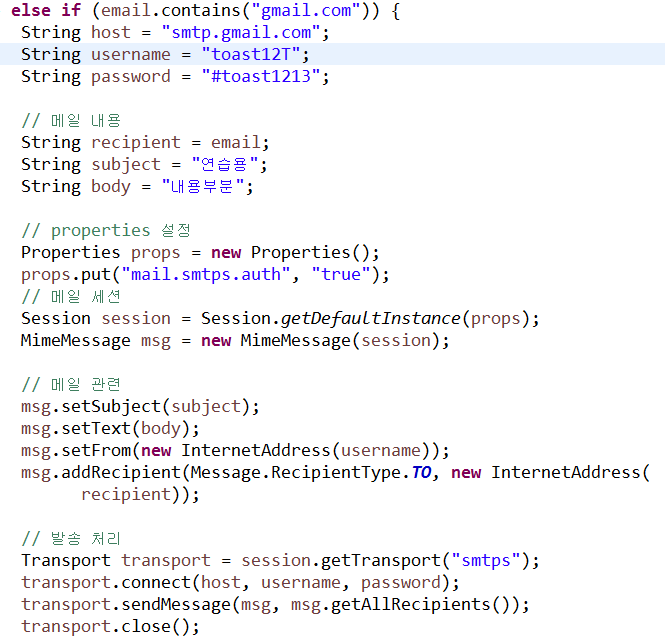 else if (email.contains("gmail.com")) {
String host = "smtp.gmail.com";
String username = "toast12T";
String password = "#toast1213";
// 메일 내용
String recipient = email;
String subject = "연습용";
String body = "내용부분";
// properties 설정
Properties props = new Properties();
props.put("mail.smtps.auth", "true");
// 메일 세션
Session session = Session.getDefaultInstance(props);
MimeMessage msg = new MimeMessage(session);
// 메일 관련
msg.setSubject(subject);
msg.setText(body);
msg.setFrom(new InternetAddress(username));
msg.addRecipient(Message.RecipientType.TO, new InternetAddress(
recipient));
// 발송 처리
Transport transport = session.getTransport("smtps");
transport.connect(host, username, password);
transport.sendMessage(msg, msg.getAllRecipients());
transport.close();